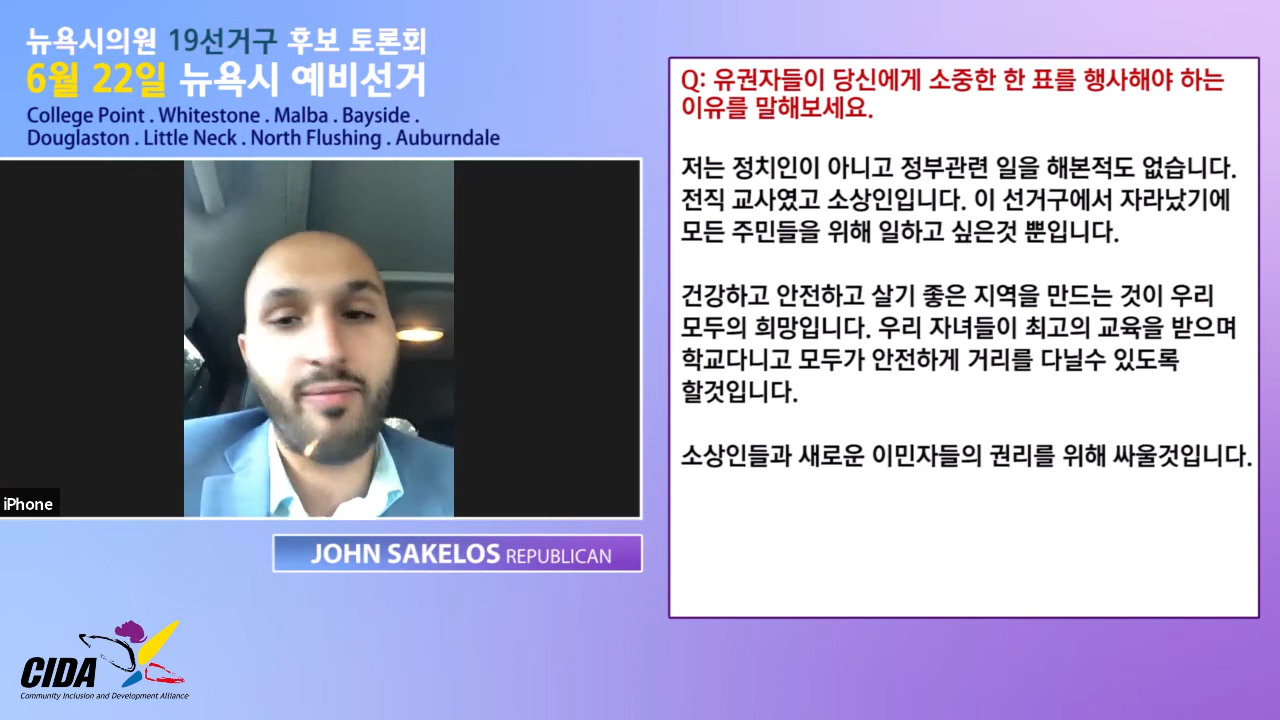 뉴욕시의원 19선거구 후보 토론회
6월 22일 뉴욕시 예비선거
College Point . Whitestone . Malba . Bayside .
Douglaston . Little Neck . North Flushing . Auburndale
iPhone
JOHN SAKELOS REPUBLICAN
CIDA
Community Inclusion and Development Alliance
Q: 유권자들이 당신에게 소중한 한 표를 행사해야 하는
이유를 말해보세요.
저는 정치인이 아니고 정부관련 일을 해본적도 없습니다.
전직 교사였고 소상인입니다. 이 선거구에서 자라났기에
모든 주민들을 위해 일하고 싶은것 뿐입니다.
건강하고 안전하고 살기 좋은 지역을 만드는 것이 우리
모두의 희망입니다. 우리 자녀들이 최고의 교육을 받으며
학교다니고 모두가 안전하게 거리를 다닐수 있도록
할것입니다.
소상인들과 새로운 이민자들의 권리를 위해 싸울것입니다.